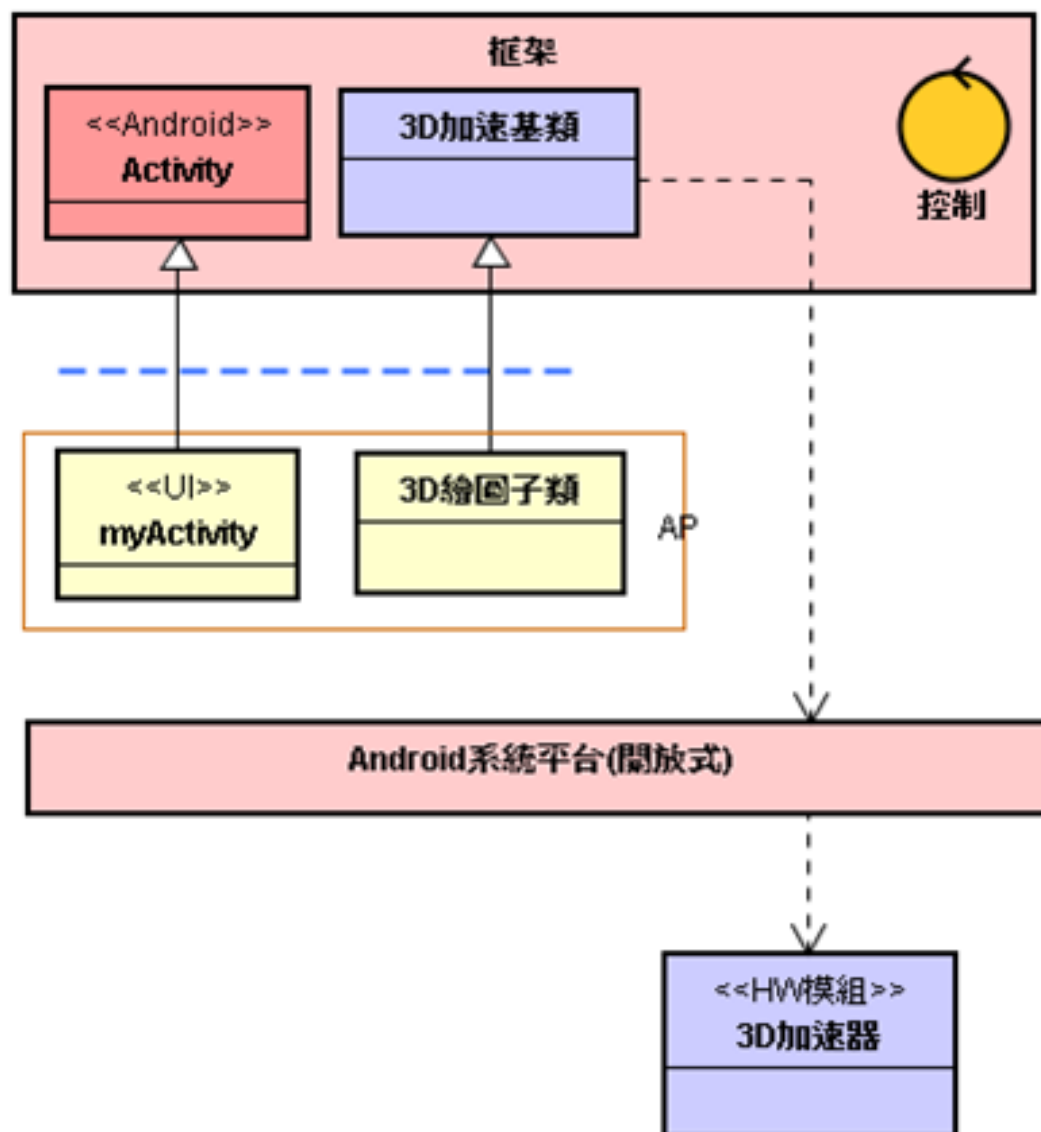 框架
<<Android>>
Activity
3D加速基類
控制
<<UI>>
myActivity
3D繪圖子類
AP
Android系統平台(開放式)
<<HW模組>>
3D加速器